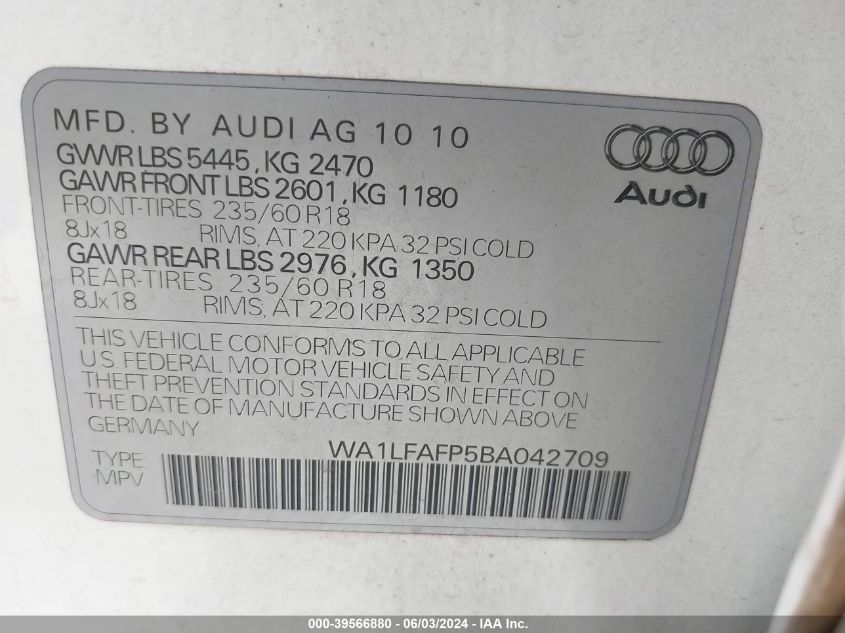 MFD. BY AUDI AG 10 10
GVWR LBS 5445, KG 2470
GAWR FRONT LBS 2601, KG 1180
FRONT-TIRES 235/60 R18
8Jx18 RIMS, AT 220 KPA 32 PSI COLD
GAWR REAR LBS 2976, KG 1350
REAR-TIRES 235/60 R18
8Jx18 RIMS, AT 220 KPA 32 PSI COLD
Audi
THIS VEHICLE CONFORMS TO ALL APPLICABLE
U.S. FEDERAL MOTOR VEHICLE SAFETY AND
THEFT PREVENTION STANDARDS IN EFFECT ON
THE DATE OF MANUFACTURE SHOWN ABOVE
GERMANY
WA1LFAFP5BA042709
TYPE
MPV
000-39566880 - 06/03/2024 - IAA Inc.